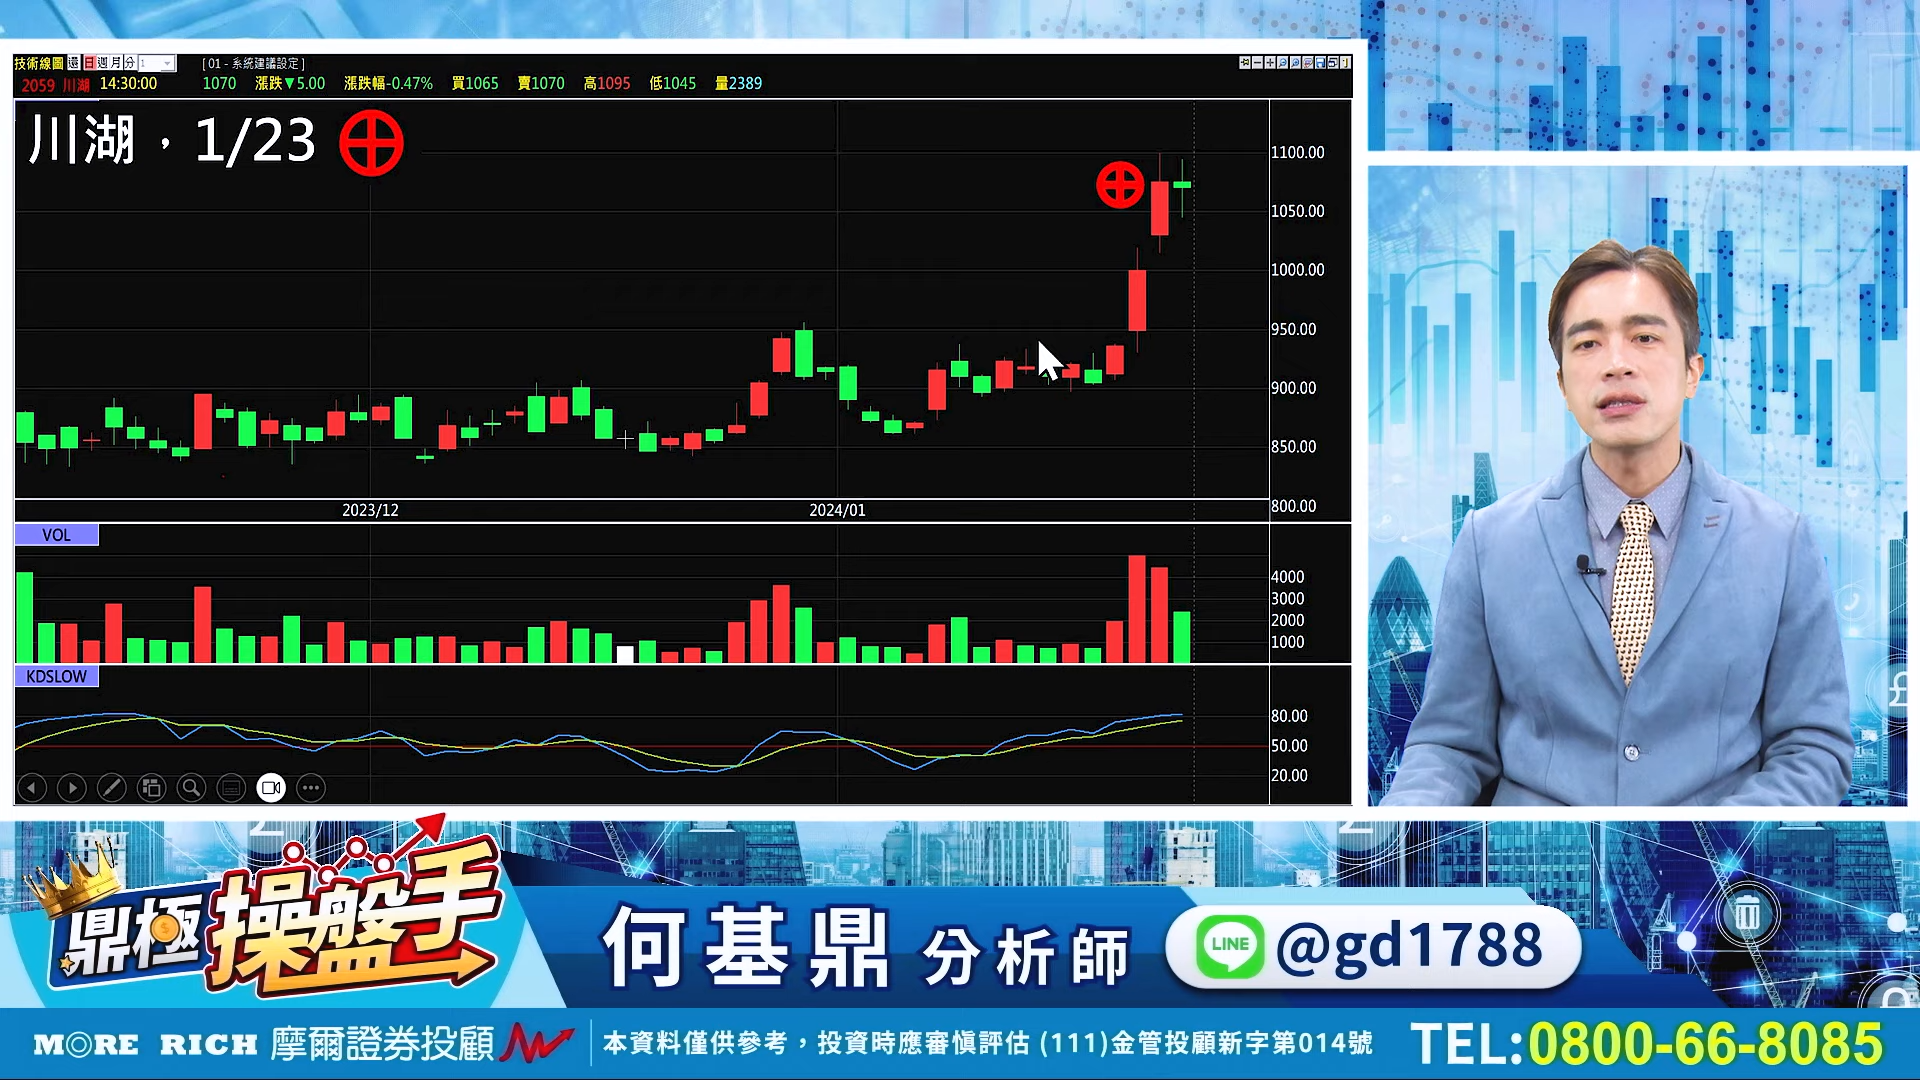 技術線圖 還 日 週 月 分 1 [ 01 - 系統建議設定 ]
2059 川湖 14:30:00 1070 漲跌▼5.00 漲跌幅-0.47% 買1065 賣1070 高1095 低1045 量2389
川湖，1/23
1100.00
1050.00
1000.00
950.00
900.00
850.00
800.00
2023/12 2024/01
VOL
4000
3000
2000
1000
KDSLOW
80.00
50.00
20.00
鼎極操盤手
何基鼎 分析師
LINE @gd1788
MORE RICH 摩爾證券投顧
本資料僅供參考，投資時應審慎評估 (111)金管投顧新字第014號
TEL:0800-66-8085